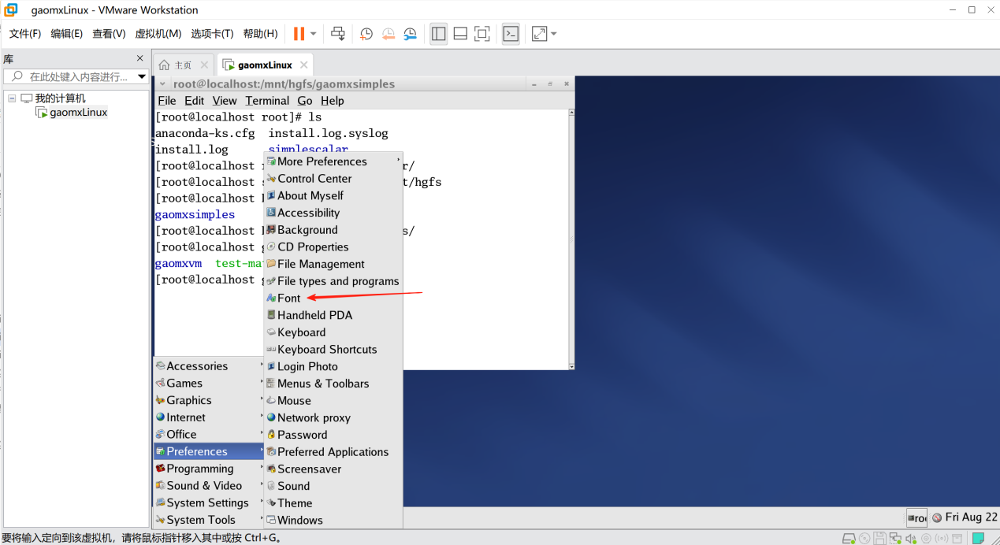 gaomxLinux - VMware Workstation
文件(F) 编辑(E) 查看(V) 虚拟机(M) 选项卡(T) 帮助(H)
库
在此处键入内容进行...
我的计算机
gaomxLinux
主页
gaomxLinux
root@localhost:/mnt/hgfs/gaomxsimples
File Edit View Terminal Go Help
[root@localhost root]# ls
anaconda-ks.cfg install.log.syslog
install.log simplescalar
[root@localhost r/
[root@localhost s t/hgfs
[root@localhost
gaomxsimples
[root@localhost s/
[root@localhost g
gaomxvm test-ma
[root@localhost g
More Preferences
Control Center
About Myself
Accessibility
Background
CD Properties
File Management
File types and programs
Font
Handheld PDA
Keyboard
Keyboard Shortcuts
Login Photo
Menus & Toolbars
Mouse
Network proxy
Password
Preferred Applications
Screensaver
Sound
Theme
Windows
Accessories
Games
Graphics
Internet
Office
Preferences
Programming
Sound & Video
System Settings
System Tools
Fri Aug 22
要将输入定向到该虚拟机，请将鼠标指针移入其中或按 Ctrl+G。